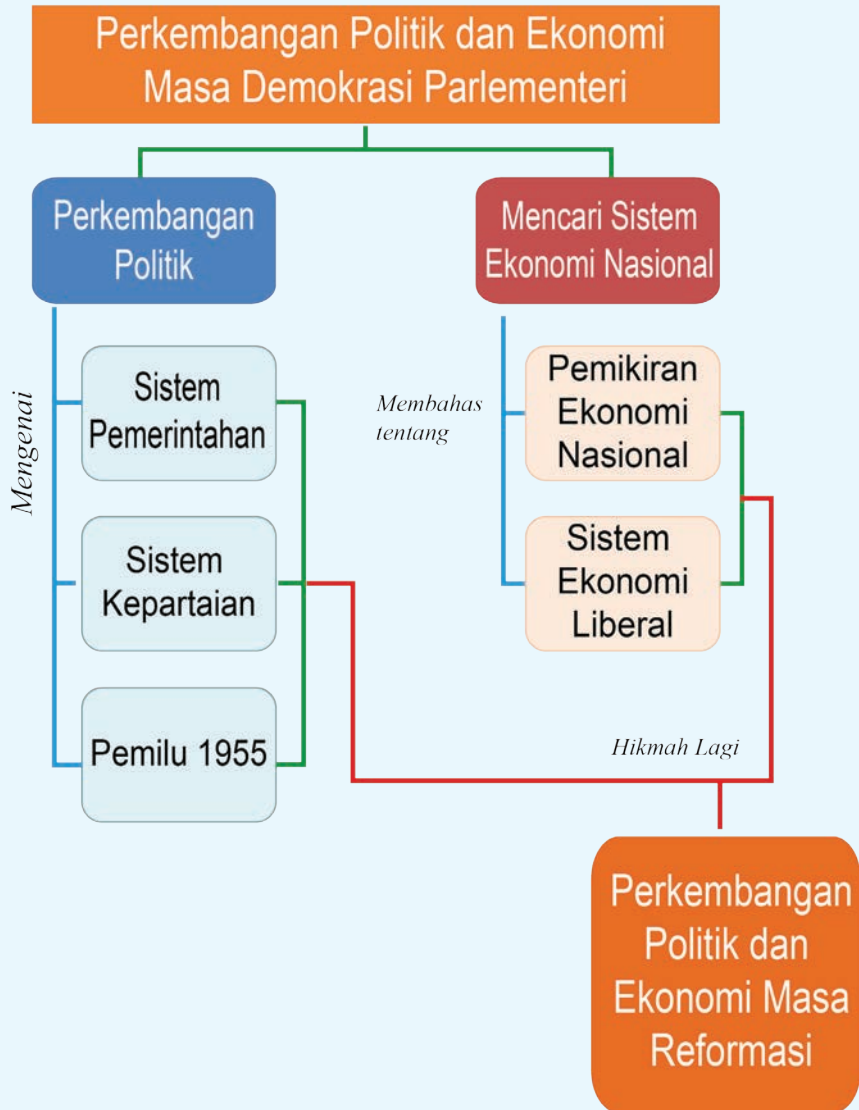 Perkembangan Politik dan Ekonomi
Masa Demokrasi Parlementeri
Perkembangan
Politik
Mengenai
Sistem
Pemerintahan
Sistem
Kepartaian
Pemilu 1955
Mencari Sistem
Ekonomi Nasional
Membahas
tentang
Pemikiran
Ekonomi
Nasional
Sistem
Ekonomi
Liberal
Hikmah Lagi
Perkembangan
Politik dan
Ekonomi Masa
Reformasi